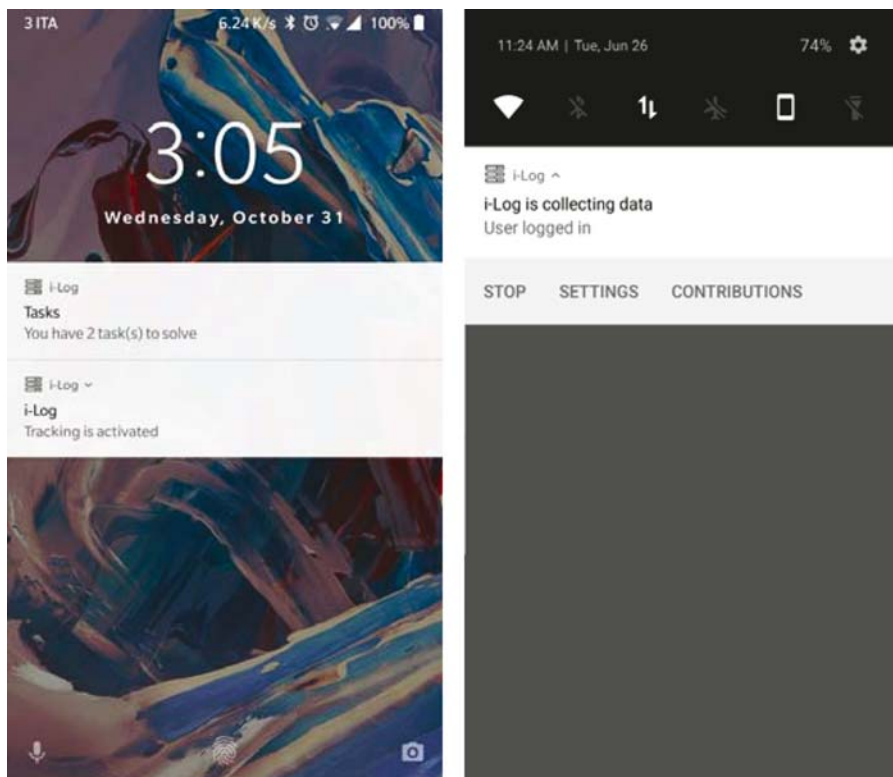 3 ITA 6.24 K/s 100%
3:05
Wednesday, October 31
i-Log
Tasks
You have 2 task(s) to solve
i-Log
i-Log
Tracking is activated
11:24 AM | Tue, Jun 26 74%
i-Log
i-Log is collecting data
User logged in
STOP SETTINGS CONTRIBUTIONS